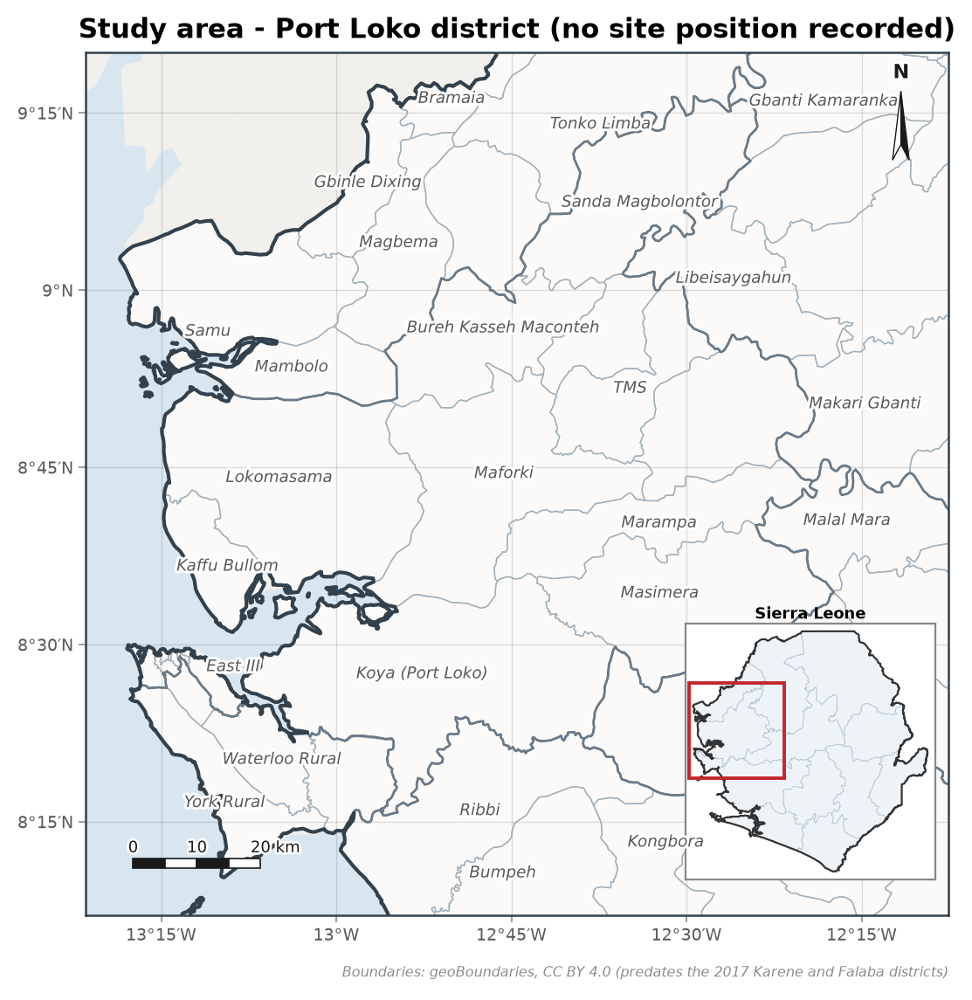 Study area - Port Loko district (no site position recorded)
N
Bramaia
Gbanti Kamaranka
9°15′N
Tonko Limba
Gbinle Dixing
Sanda Magbolontor
Magbema
Libeisaygahun
9°N
Samu
Bureh Kasseh Maconteh
Mambolo
TMS
Makari Gbanti
8°45′N
Lokomasama
Maforki
Marampa
Malal Mara
Kaffu Bullom
Masimera
Sierra Leone
8°30′N
East III
Koya (Port Loko)
Waterloo Rural
York Rural
Ribbi
8°15′N
Kongbora
0 10 20 km
Bumpeh
13°15′W 13°W 12°45′W 12°30′W 12°15′W
Boundaries: geoBoundaries, CC BY 4.0 (predates the 2017 Karene and Falaba districts)